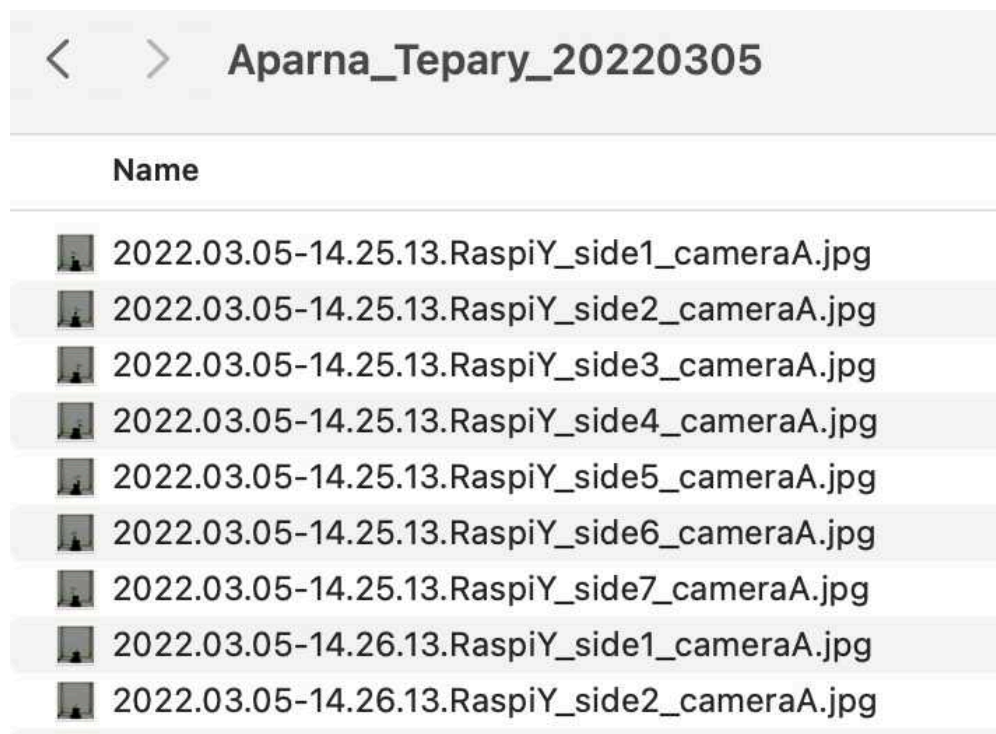 Aparna_Tepary_20220305
Name
2022.03.05-14.25.13.RaspiY_side1_cameraA.jpg
2022.03.05-14.25.13.RaspiY_side2_cameraA.jpg
2022.03.05-14.25.13.RaspiY_side3_cameraA.jpg
2022.03.05-14.25.13.RaspiY_side4_cameraA.jpg
2022.03.05-14.25.13.RaspiY_side5_cameraA.jpg
2022.03.05-14.25.13.RaspiY_side6_cameraA.jpg
2022.03.05-14.25.13.RaspiY_side7_cameraA.jpg
2022.03.05-14.26.13.RaspiY_side1_cameraA.jpg
2022.03.05-14.26.13.RaspiY_side2_cameraA.jpg